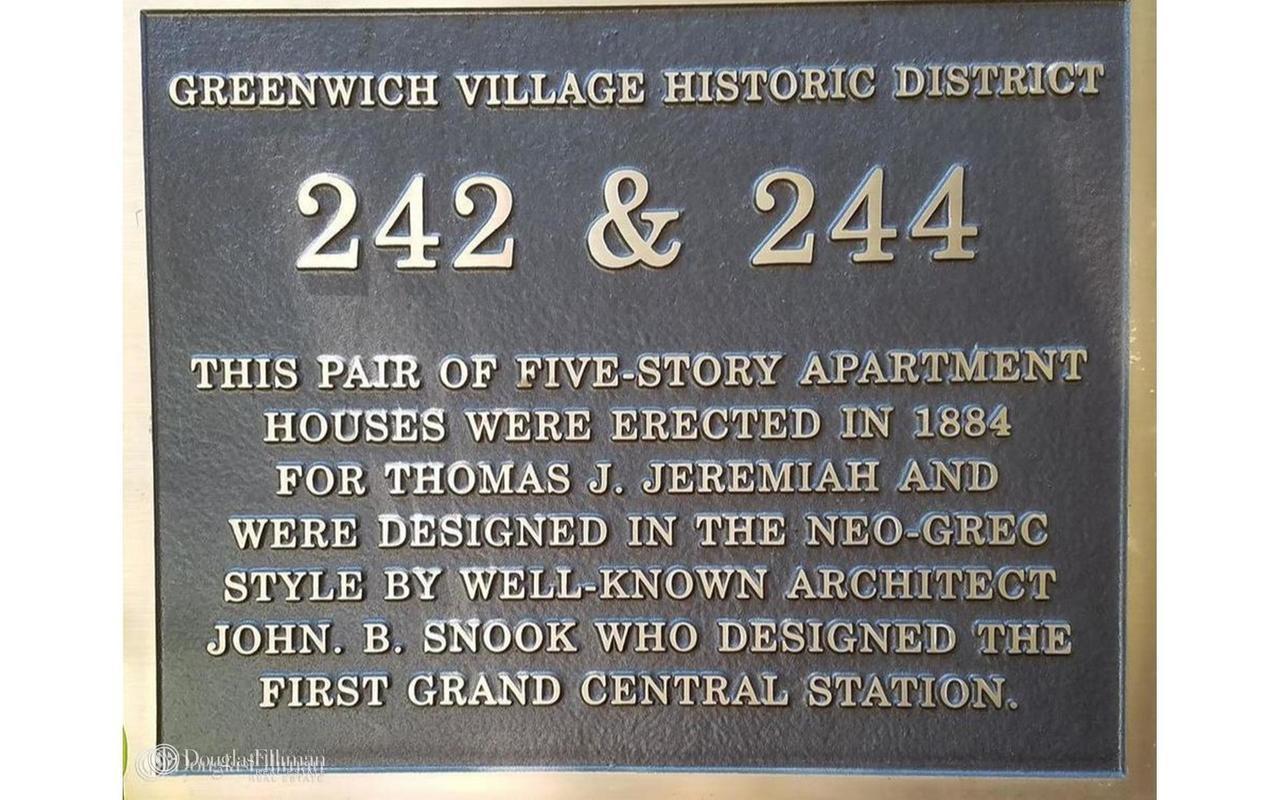 GREENWICH VILLAGE HISTORIC DISTRICT
242 & 244
THIS PAIR OF FIVE-STORY APARTMENT
HOUSES WERE ERECTED IN 1884
FOR THOMAS J. JEREMIAH AND
WERE DESIGNED IN THE NEO-GREC
STYLE BY WELL-KNOWN ARCHITECT
JOHN. B. SNOOK WHO DESIGNED THE
FIRST GRAND CENTRAL STATION.
DouglasElliman
REAL ESTATE